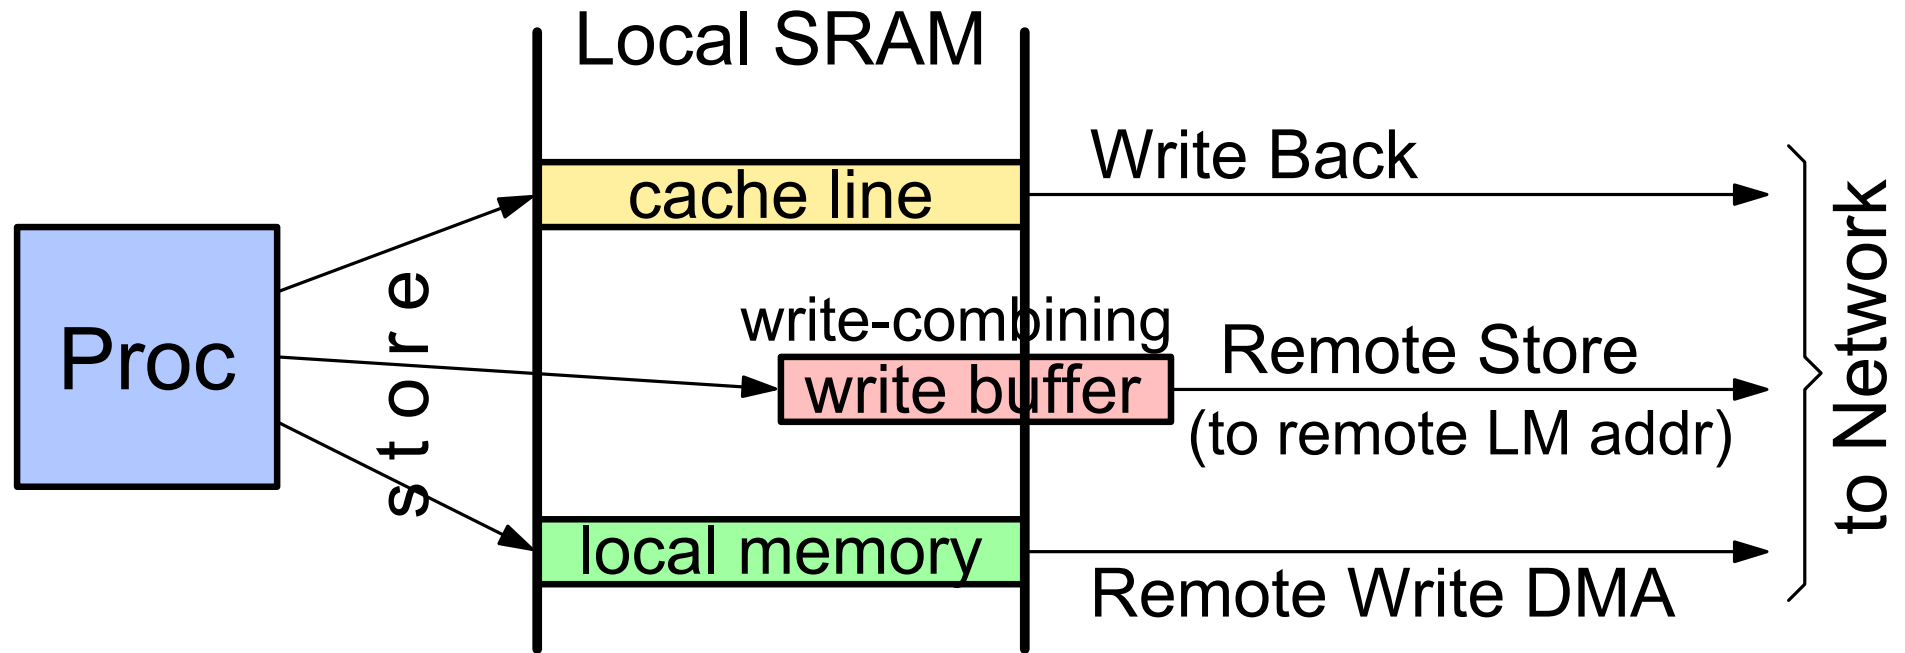 Local SRAM
Write Back
cache line
Proc
store
write-combining
write buffer
Remote Store
(to remote LM addr)
local memory
Remote Write DMA
to Network